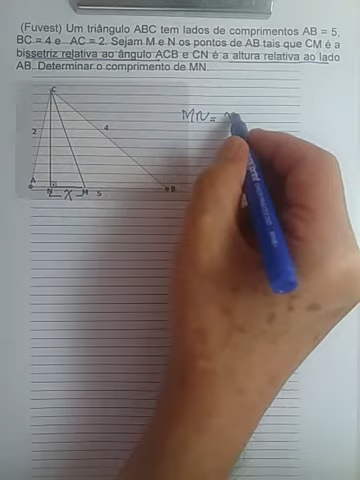 (Fuvest) Um triângulo ABC tem lados de comprimentos AB = 5,
BC = 4 e AC = 2. Sejam M e N os pontos de AB tais que CM é a
bissetriz relativa ao ângulo ACB e CN é a altura relativa ao lado
AB. Determinar o comprimento de MN.
MN =
C
2
4
A
N
M
B
x
5